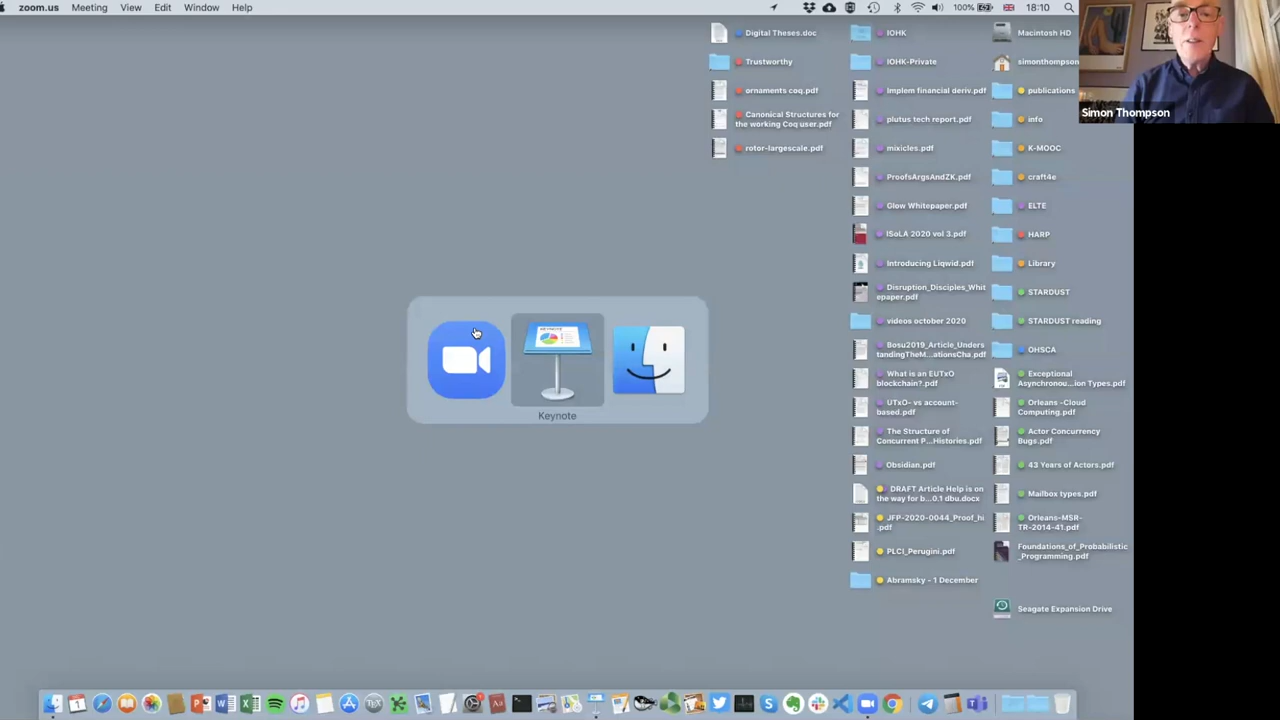 zoom.us Meeting View Edit Window Help 100% 18:10
Digital Theses.doc
Trustworthy
ornaments coq.pdf
Canonical Structures for
the working Coq user.pdf
rotor-largescale.pdf
IOHK
IOHK-Private
Implem financial deriv.pdf
plutus tech report.pdf
mixicles.pdf
ProofsArgsAndZK.pdf
Glow Whitepaper.pdf
ISoLA 2020 vol 3.pdf
Introducing Liqwid.pdf
Disruption_Disciples_Whit
epaper.pdf
videos october 2020
Bosu2019_Article_Under
standingTheM...ationsCha.pdf
What is an EUTxO
blockchain?.pdf
UTxO- vs account-
based.pdf
The Structure of
Concurrent P...Histories.pdf
Obsidian.pdf
DRAFT Article Help is on
the way for b...0.1 dbu.docx
JFP-2020-0044_Proof_hi
.pdf
PLCI_Perugini.pdf
Abramsky - 1 December
Macintosh HD
simonthompson
publications
info
K-MOOC
craft4e
ELTE
HARP
Library
STARDUST
STARDUST reading
OHSCA
Exceptional
Asynchronou...ion Types.pdf
Orleans -Cloud
Computing.pdf
Actor Concurrency
Bugs.pdf
43 Years of Actors.pdf
Mailbox types.pdf
Orleans-MSR-
TR-2014-41.pdf
Foundations_of_Probabilistic
_Programming.pdf
Seagate Expansion Drive
Simon Thompson
KEYNOTE
Keynote